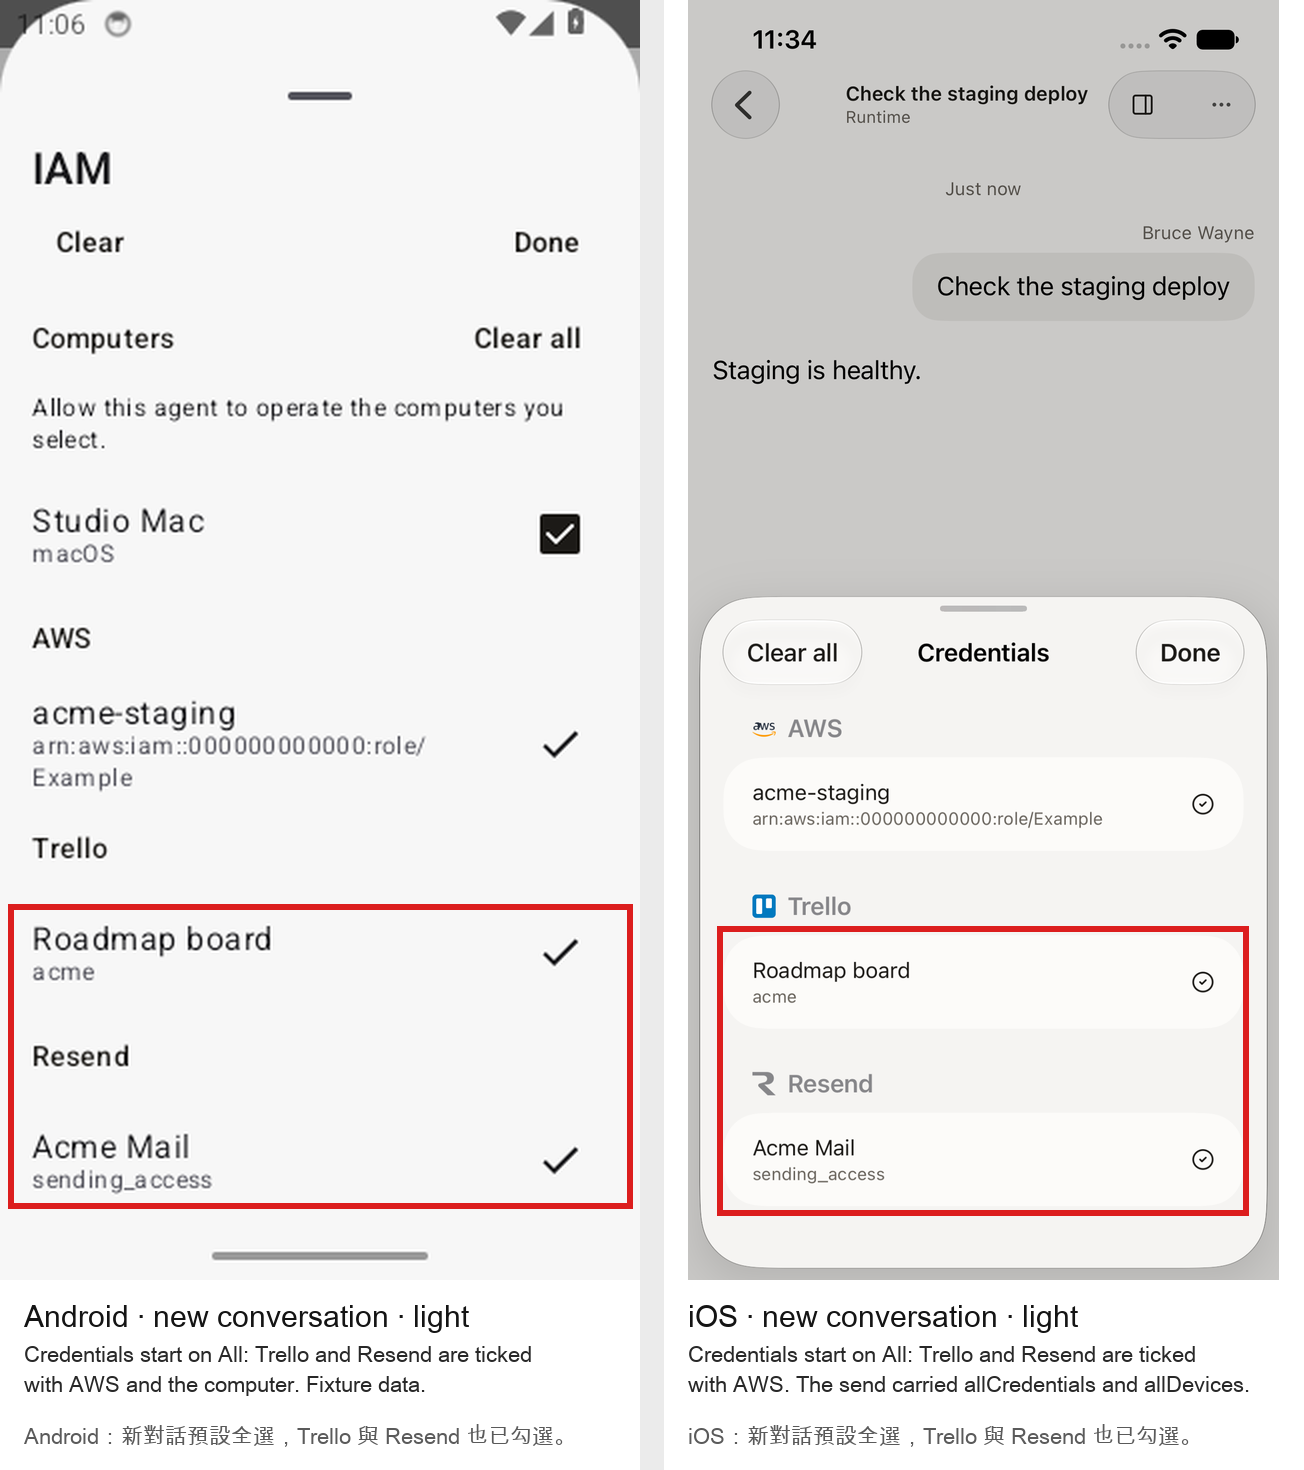 11:06
IAM
Clear
Done
Computers
Clear all
Allow this agent to operate the computers you
select.
Studio Mac
macOS
AWS
acme-staging
arn:aws:iam::000000000000:role/
Example
Trello
Roadmap board
acme
Resend
Acme Mail
sending_access
Android · new conversation · light
Credentials start on All: Trello and Resend are ticked
with AWS and the computer. Fixture data.
Android：新對話預設全選，Trello 與 Resend 也已勾選。
11:34
Check the staging deploy
Runtime
Just now
Bruce Wayne
Check the staging deploy
Staging is healthy.
Clear all
Credentials
Done
aws AWS
acme-staging
arn:aws:iam::000000000000:role/Example
Trello
Roadmap board
acme
Resend
Acme Mail
sending_access
iOS · new conversation · light
Credentials start on All: Trello and Resend are ticked
with AWS. The send carried allCredentials and allDevices.
iOS：新對話預設全選，Trello 與 Resend 也已勾選。